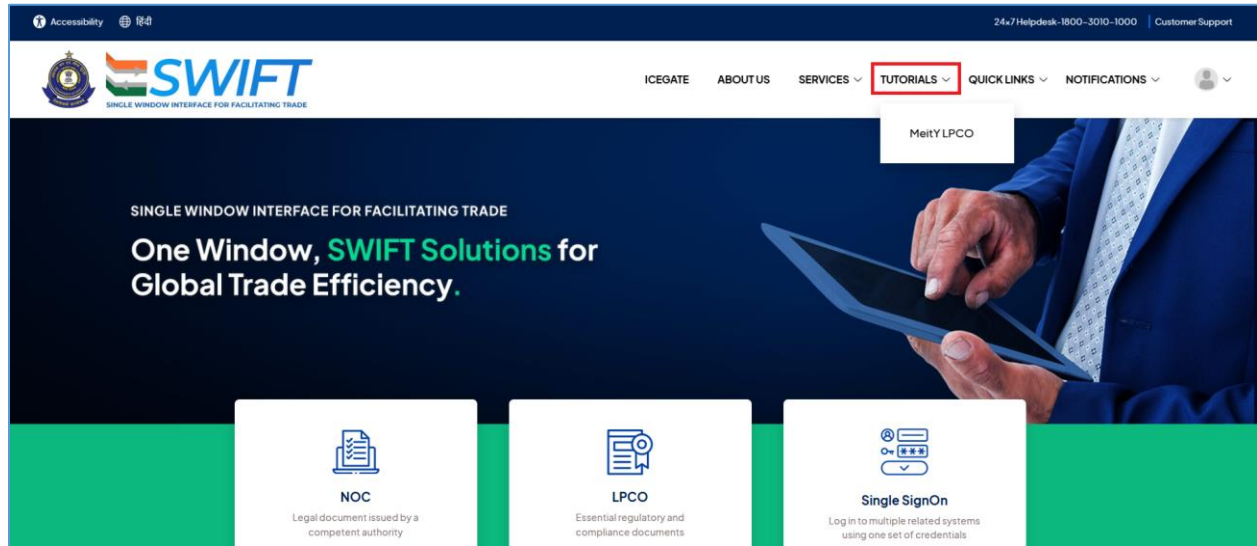 Accessibility हिंदी 24x7 Helpdesk-1800-3010-1000 Customer Support
SWIFT
SINGLE WINDOW INTERFACE FOR FACILITATING TRADE
ICEGATE ABOUT US SERVICES TUTORIALS QUICK LINKS NOTIFICATIONS
MeitY LPCO
SINGLE WINDOW INTERFACE FOR FACILITATING TRADE
One Window, SWIFT Solutions for
Global Trade Efficiency.
NOC
Legal document issued by a
competent authority
LPCO
Essential regulatory and
compliance documents
Single SignOn
Log in to multiple related systems
using one set of credentials